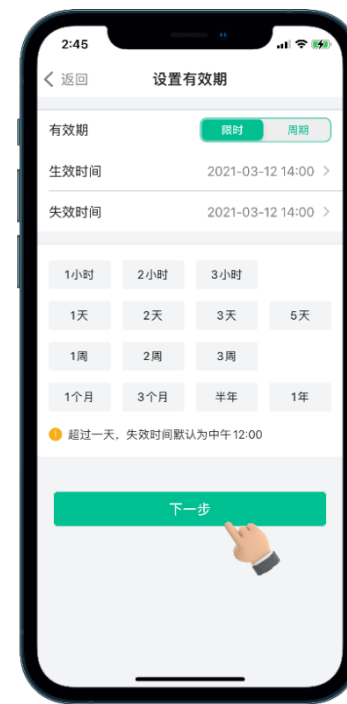 2:45
返回 设置有效期
有效期 限时 周期
生效时间 2021-03-12 14:00
失效时间 2021-03-12 14:00
1小时 2小时 3小时
1天 2天 3天 5天
1周 2周 3周
1个月 3个月 半年 1年
超过一天，失效时间默认为中午12:00
下一步